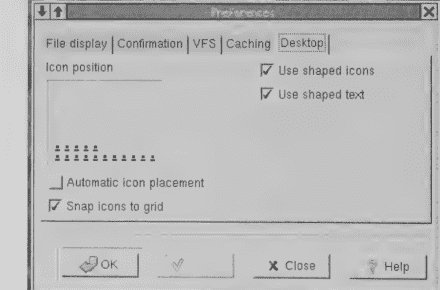 Preferences
File display Confirmation VFS Caching Desktop
Icon position
Use shaped icons
Use shaped text
Automatic icon placement
Snap icons to grid
OK Close Help